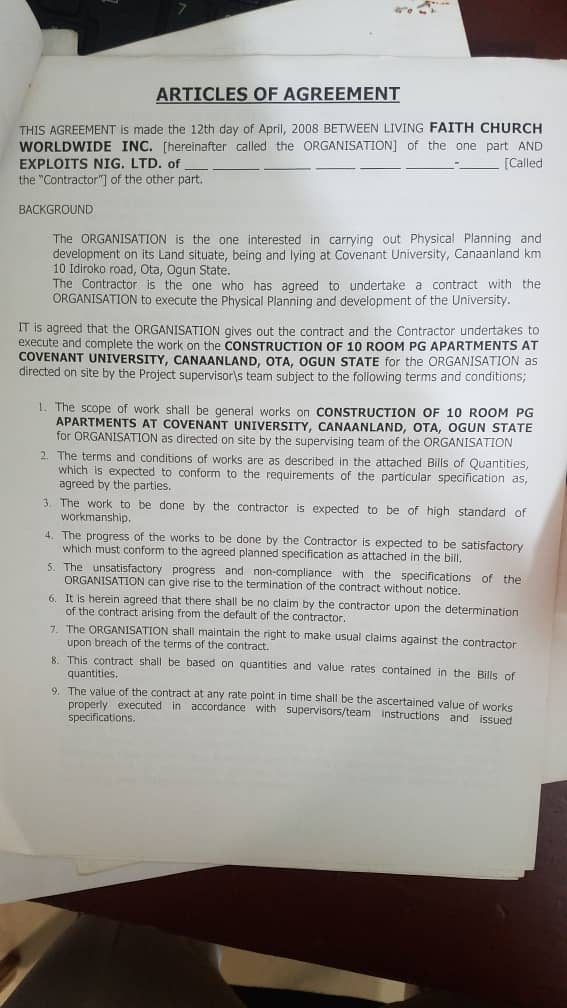 ARTICLES OF AGREEMENT
THIS AGREEMENT is made the 12th day of April, 2008 BETWEEN LIVING FAITH CHURCH
WORLDWIDE INC. [hereinafter called the ORGANISATION] of the one part AND
EXPLOITS NIG. LTD. of ___ ______ ______ _____ _____ ______-_____ [Called
the "Contractor"] of the other part.
BACKGROUND
The ORGANISATION is the one interested in carrying out Physical Planning and
development on its Land situate, being and lying at Covenant University, Canaanland km
10 Idiroko road, Ota, Ogun State.
The Contractor is the one who has agreed to undertake a contract with the
ORGANISATION to execute the Physical Planning and development of the University.
IT is agreed that the ORGANISATION gives out the contract and the Contractor undertakes to
execute and complete the work on the CONSTRUCTION OF 10 ROOM PG APARTMENTS AT
COVENANT UNIVERSITY, CANAANLAND, OTA, OGUN STATE for the ORGANISATION as
directed on site by the Project supervisor\s team subject to the following terms and conditions;
1. The scope of work shall be general works on CONSTRUCTION OF 10 ROOM PG
APARTMENTS AT COVENANT UNIVERSITY, CANAANLAND, OTA, OGUN STATE
for ORGANISATION as directed on site by the supervising team of the ORGANISATION
2. The terms and conditions of works are as described in the attached Bills of Quantities,
which is expected to conform to the requirements of the particular specification as,
agreed by the parties.
3. The work to be done by the contractor is expected to be of high standard of
workmanship.
4. The progress of the works to be done by the Contractor is expected to be satisfactory
which must conform to the agreed planned specification as attached in the bill.
5. The unsatisfactory progress and non-compliance with the specifications of the
ORGANISATION can give rise to the termination of the contract without notice.
6. It is herein agreed that there shall be no claim by the contractor upon the determination
of the contract arising from the default of the contractor.
7. The ORGANISATION shall maintain the right to make usual claims against the contractor
upon breach of the terms of the contract.
8. This contract shall be based on quantities and value rates contained in the Bills of
quantities.
9. The value of the contract at any rate point in time shall be the ascertained value of works
properly executed in accordance with supervisors/team instructions and issued
specifications.